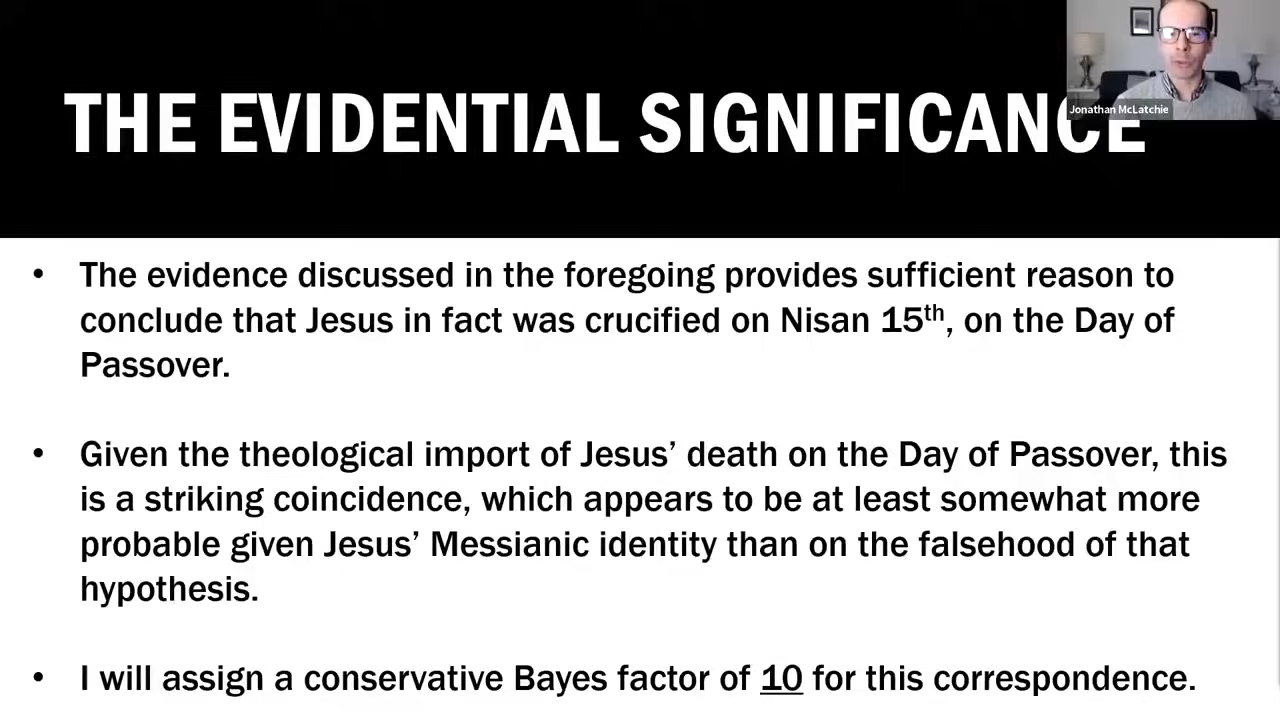 THE EVIDENTIAL SIGNIFICANCE
Jonathan McLatchie
• The evidence discussed in the foregoing provides sufficient reason to
conclude that Jesus in fact was crucified on Nisan 15th, on the Day of
Passover.
• Given the theological import of Jesus’ death on the Day of Passover, this
is a striking coincidence, which appears to be at least somewhat more
probable given Jesus’ Messianic identity than on the falsehood of that
hypothesis.
• I will assign a conservative Bayes factor of 10 for this correspondence.